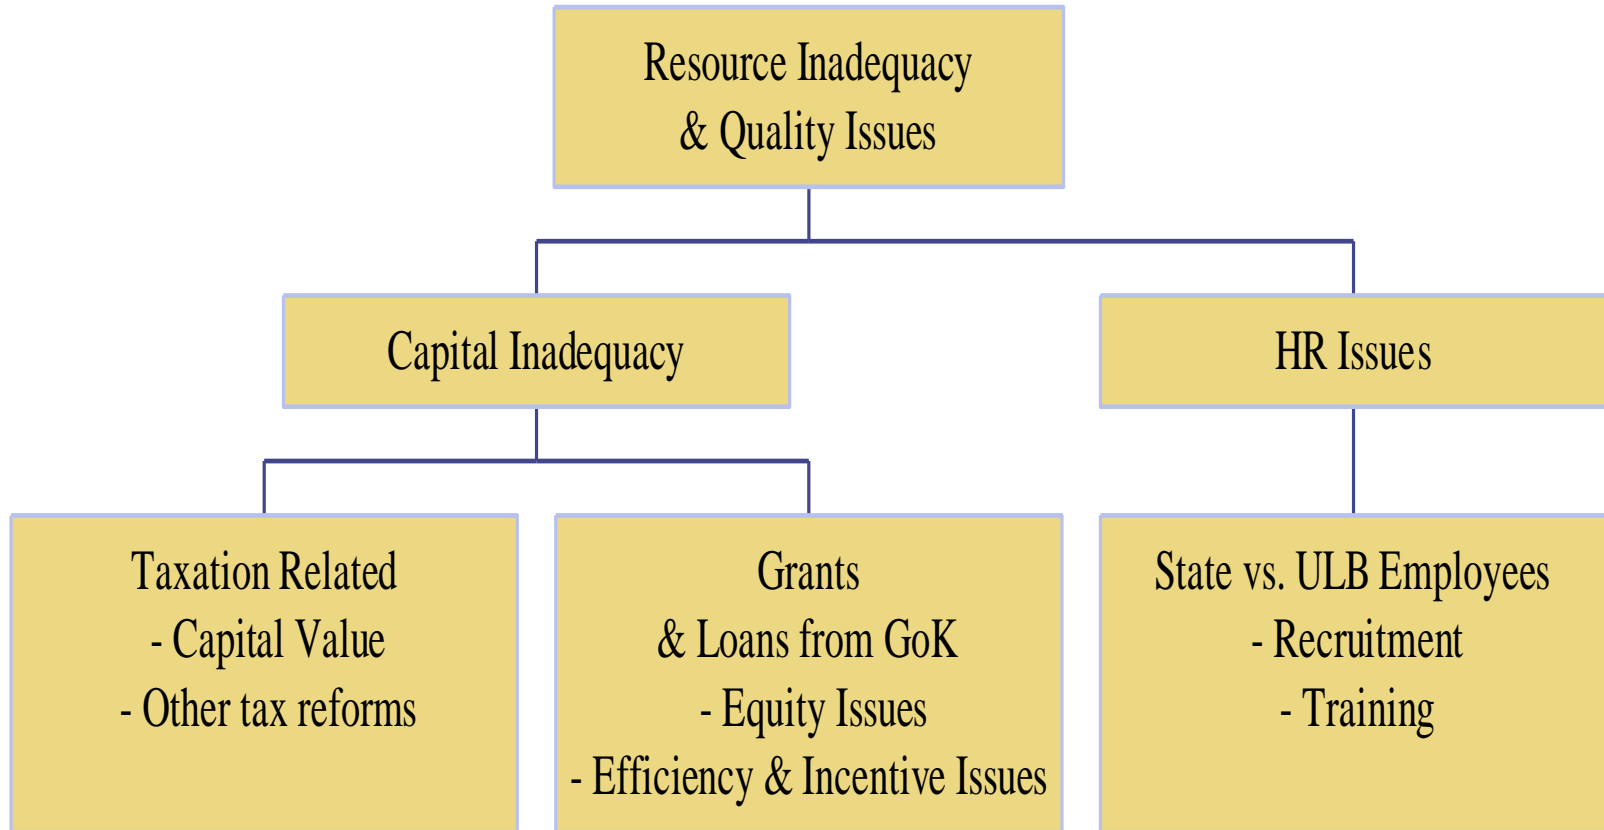 Resource Inadequacy
& Quality Issues
Capital Inadequacy
HR Issues
Taxation Related
- Capital Value
- Other tax reforms
Grants
& Loans from GoK
- Equity Issues
- Efficiency & Incentive Issues
State vs. ULB Employees
- Recruitment
- Training